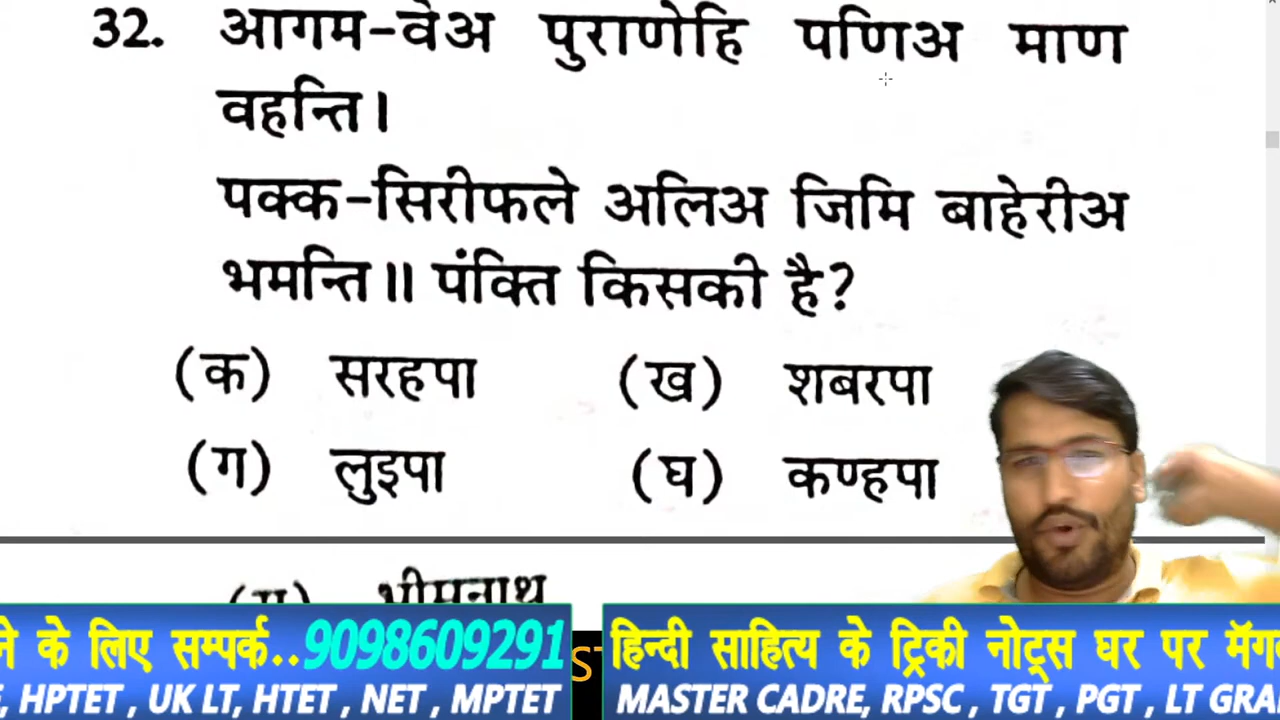 32. आगम-वेअ पुराणेहि पणिअ माण
वहन्ति।
पक्क-सिरीफले अलिअ जिमि बाहेरीअ
भमन्ति॥ पंक्ति किसकी है?
(क) सरहपा (ख) शबरपा
(ग) लुइपा (घ) कण्हपा
भीमनाथ
ने के लिए सम्पर्क..9098609291 हिन्दी साहित्य के ट्रिकी नोट्स घर पर
HPTET , UK LT, HTET , NET , MPTET MASTER CADRE, RPSC , TGT , PGT , LT GRA